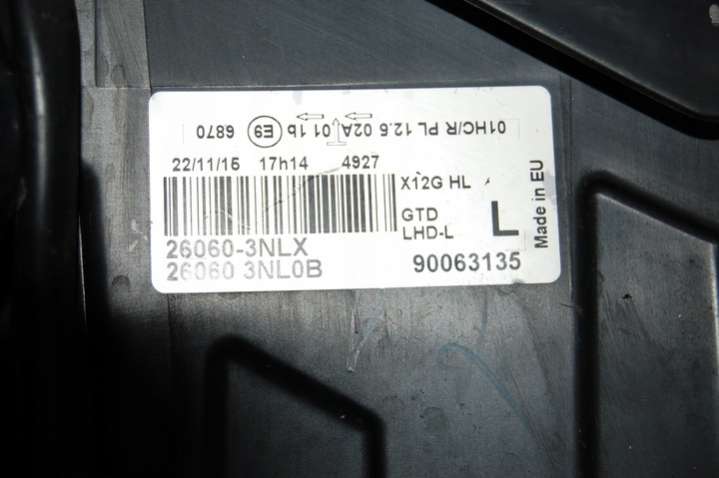 01HC/R PL 12.6 02A 01 1b E9 6870
22/11/15 17h14 4927
X12G HL
GTD
LHD-L
L
Made in EU
26060-3NLX
26060 3NL0B
90063135